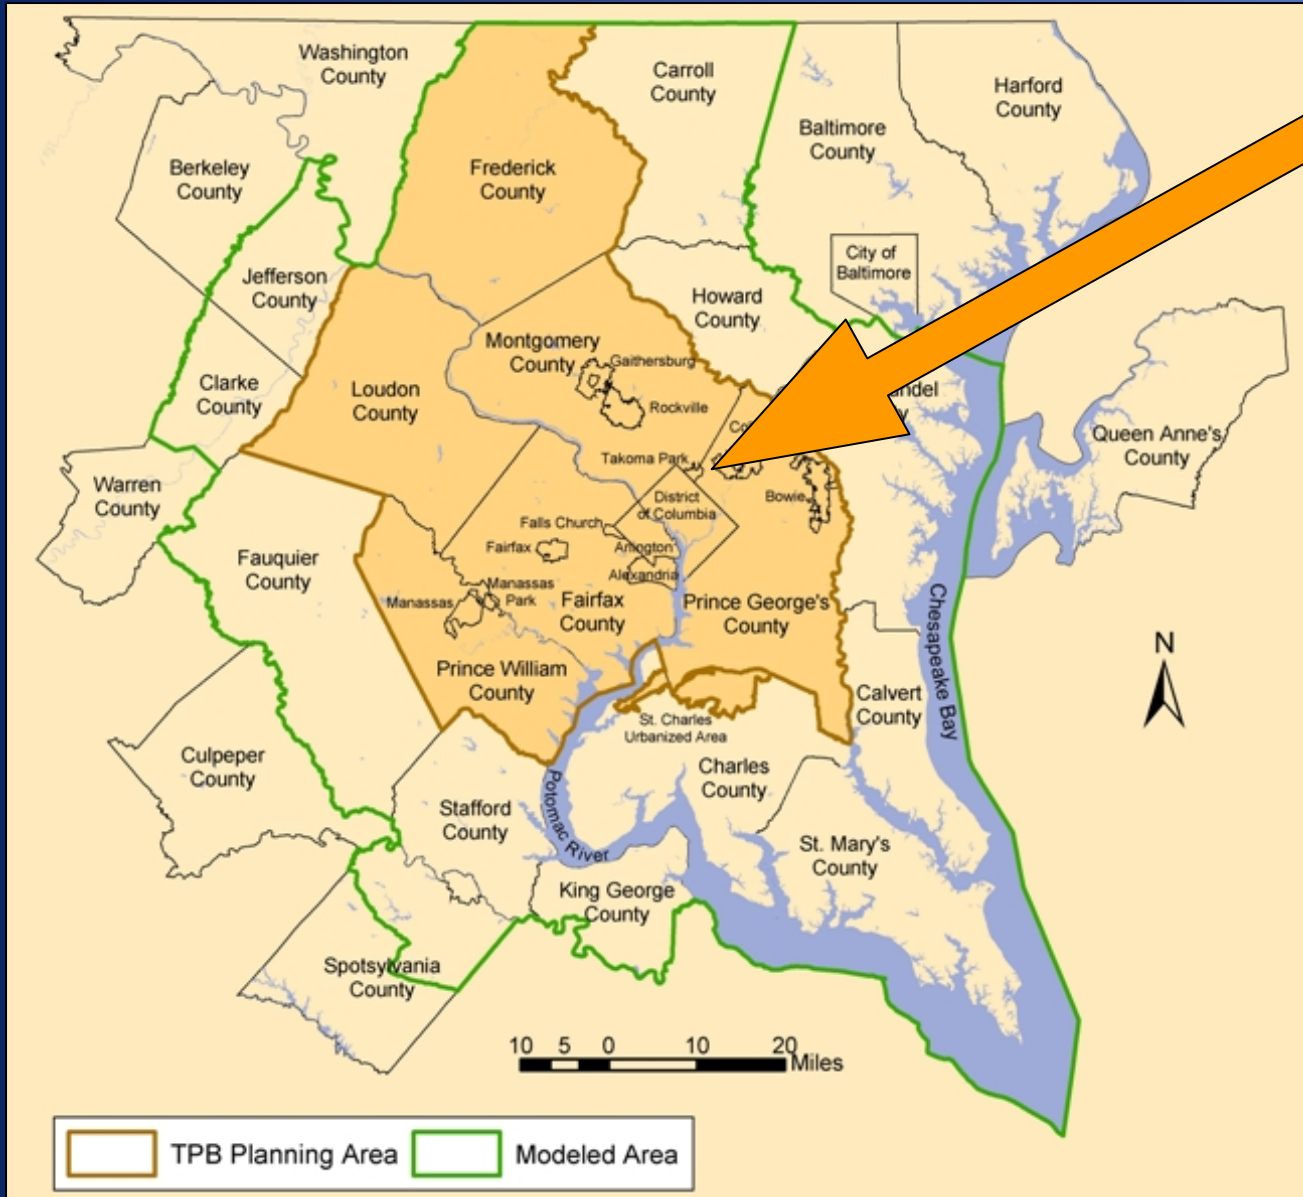 Washington
County
Carroll
County
Harford
County
Baltimore
County
Berkeley
County
Frederick
County
Jefferson
County
City of
Baltimore
Howard
County
Montgomery
County
Gaithersburg
Rockville
Clarke
County
Loudon
County
Queen Anne's
County
Takoma Park
Warren
County
District
of Columbia
Bowie
Falls Church
Fairfax
Arlington
Alexandria
Fauquier
County
Manassas
Park
Manassas
Fairfax
County
Prince George's
County
Chesapeake Bay
N
Prince William
County
Calvert
County
St. Charles
Urbanized Area
Culpeper
County
Charles
County
Stafford
County
Potomac River
St. Mary's
County
King George
County
Spotsylvania
County
10 5 0 10 20
Miles
TPB Planning Area
Modeled Area